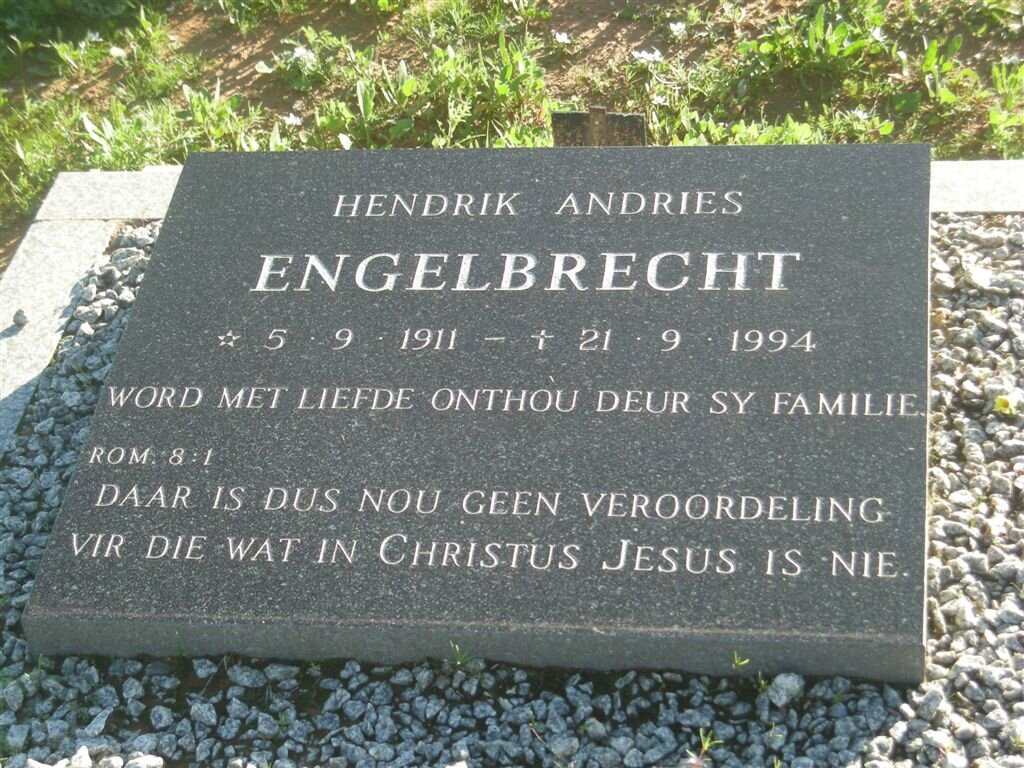 HENDRIK ANDRIES
ENGELBRECHT
☆ 5 · 9 · 1911 – † 21 · 9 · 1994
WORD MET LIEFDE ONTHOU DEUR SY FAMILIE.
ROM. 8:1
DAAR IS DUS NOU GEEN VEROORDELING
VIR DIE WAT IN CHRISTUS JESUS IS NIE.